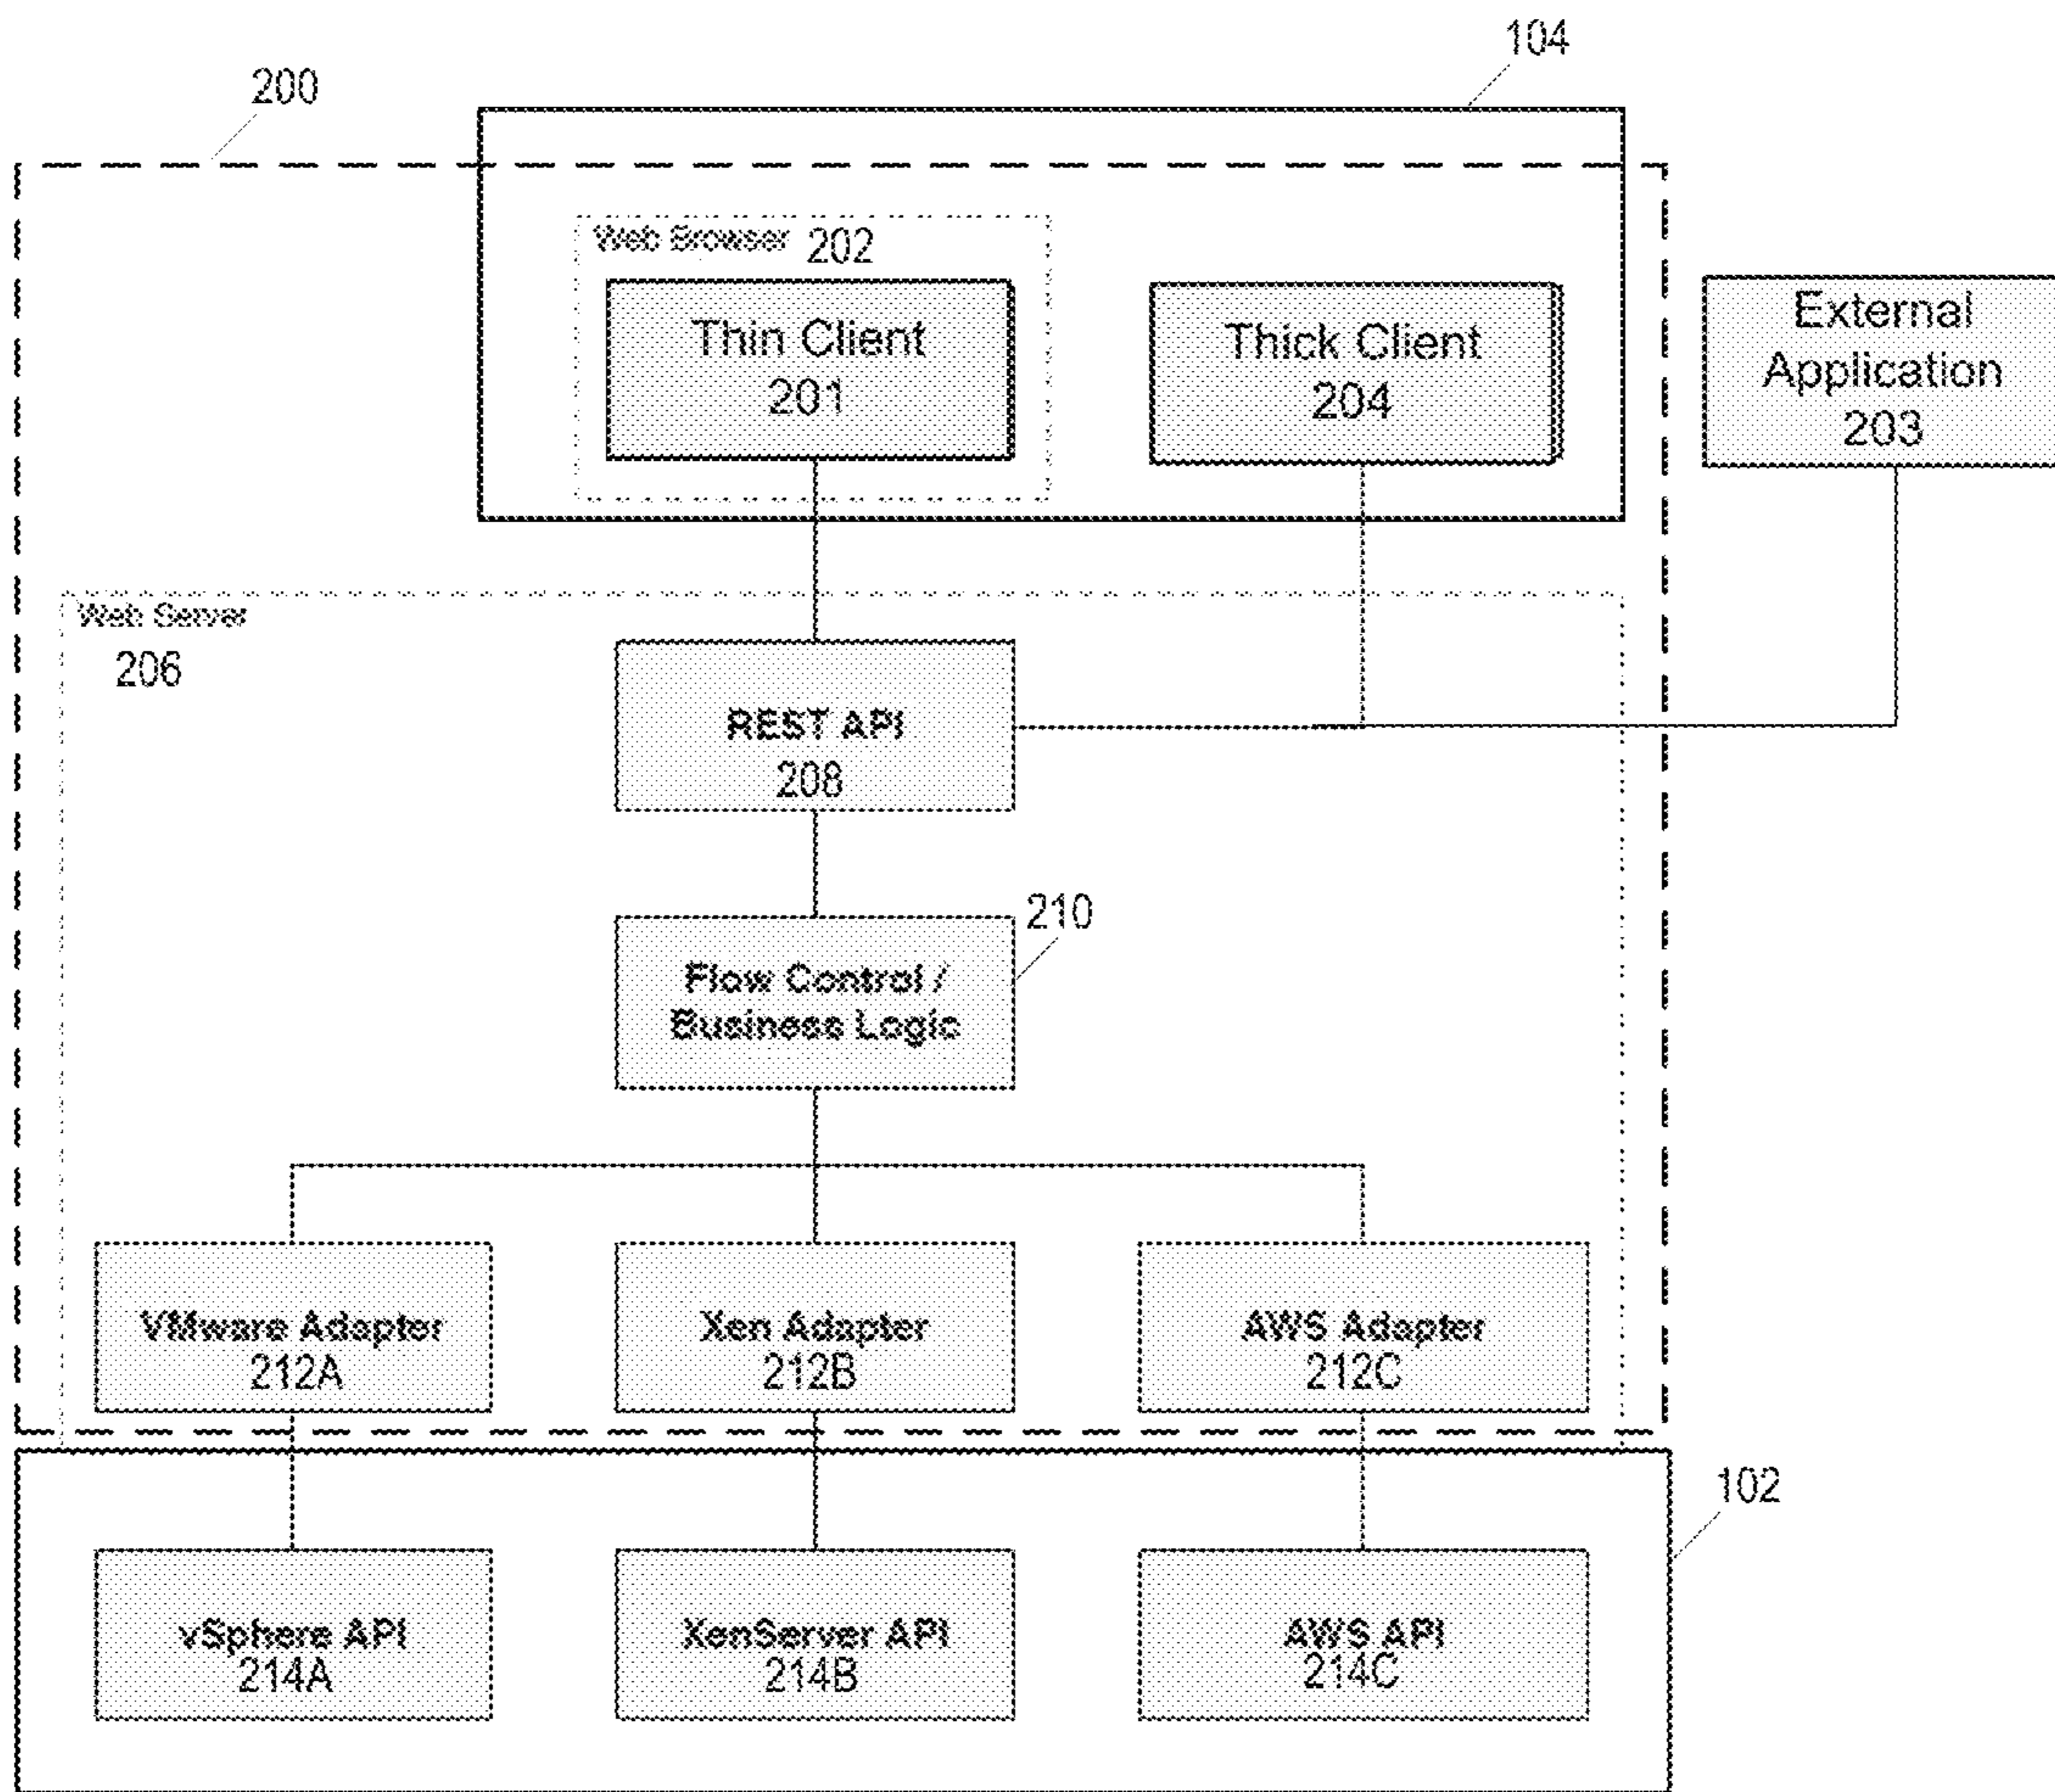 104
200
Web Browser 202
Thin Client
201
Thick Client
204
External
Application
203
Web Server
206
REST API
208
210
Flow Control /
Business Logic
VMware Adapter
212A
Xen Adapter
212B
AWS Adapter
212C
102
vSphere API
214A
XenServer API
214B
AWS API
214C